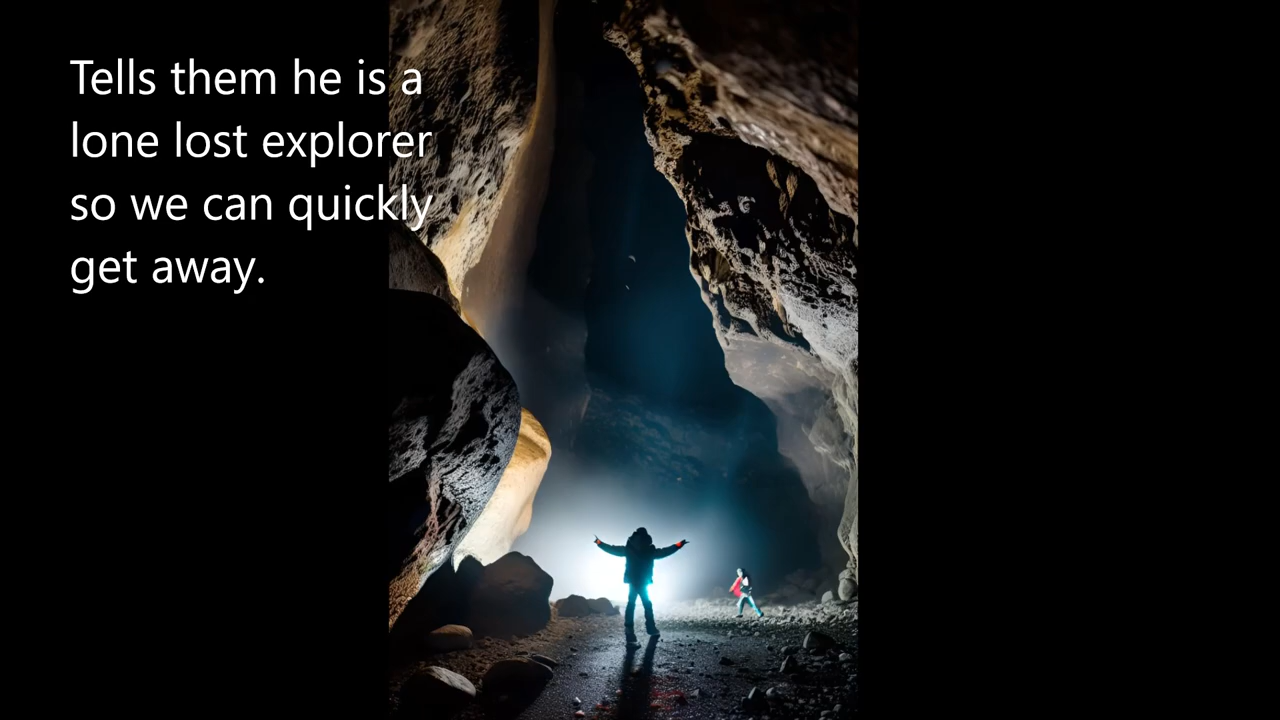 Tells them he is a
lone lost explorer
so we can quickly
get away.